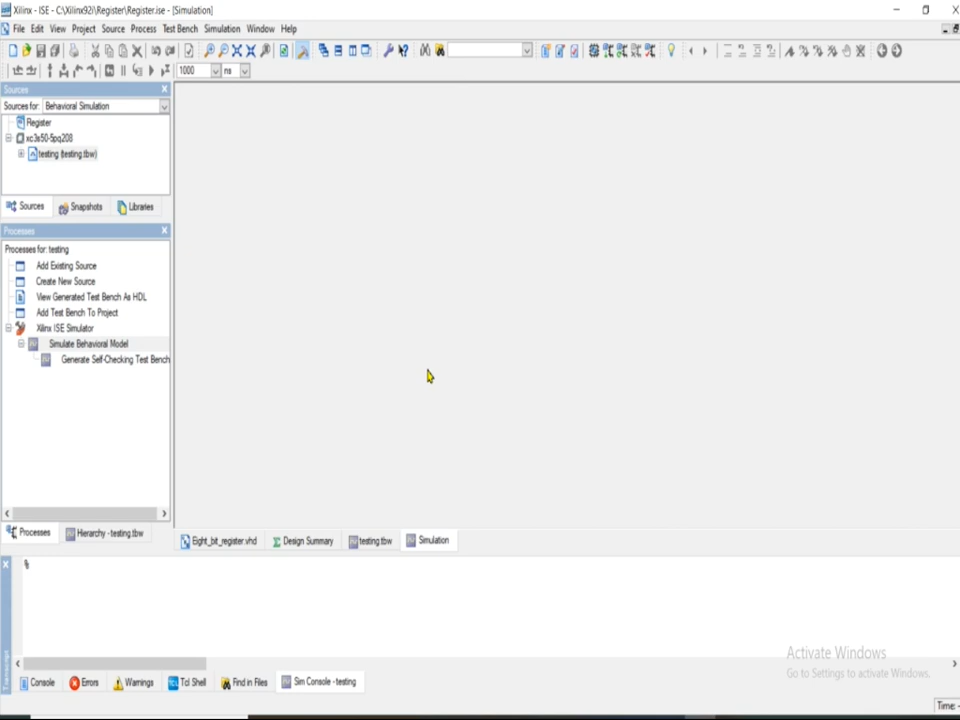 Xilinx - ISE - C:\Xilinx92i\Register\Register.ise - [Simulation]
File Edit View Project Source Process Test Bench Simulation Window Help
1000 ns
Sources
Sources for: Behavioral Simulation
Register
xc3s50-5pq208
testing (testing.tbw)
Sources Snapshots Libraries
Processes
Processes for: testing
Add Existing Source
Create New Source
View Generated Test Bench As HDL
Add Test Bench To Project
Xilinx ISE Simulator
Simulate Behavioral Model
Generate Self-Checking Test Bench
Processes Hierarchy - testing.tbw
Eight_bit_register.vhd Design Summary testing.tbw Simulation
%
Transcript
Activate Windows
Go to Settings to activate Windows.
Console Errors Warnings Tcl Shell Find in Files Sim Console - testing
Time: -